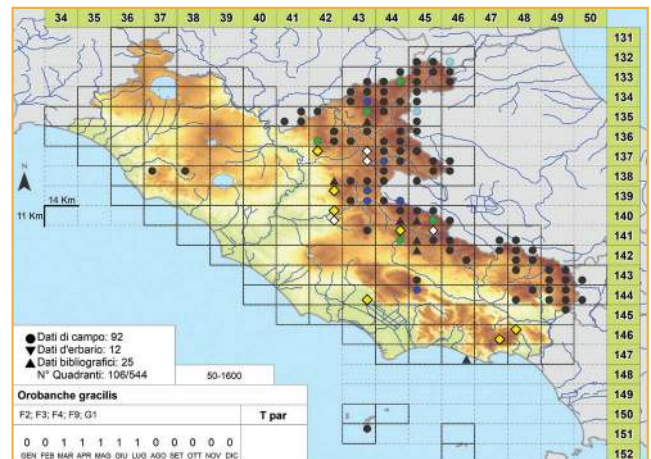 34 35 36 37 38 39 40 41 42 43 44 45 46 47 48 49 50
131
132
133
134
135
136
137
138
139
140
141
142
143
144
145
146
147
148
149
150
151
152
N
14 Km
11 Km
Dati di campo: 92
Dati d'erbario: 12
Dati bibliografici: 25
N° Quadranti: 106/544
50-1600
Orobanche gracilis
F2; F3; F4; F9; G1
T par
0 0 1 1 1 1 1 0 0 0 0 0
GEN FEB MAR APR MAG GIU LUG AGO SET OTT NOV DIC